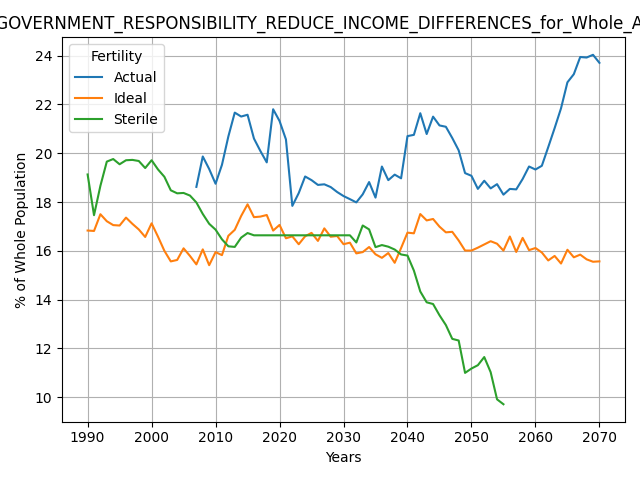 GOVERNMENT_RESPONSIBILITY_REDUCE_INCOME_DIFFERENCES_for_Whole_A
Fertility
Actual
Ideal
Sterile
% of Whole Population
24
22
20
18
16
14
12
10
1990 2000 2010 2020 2030 2040 2050 2060 2070
Years